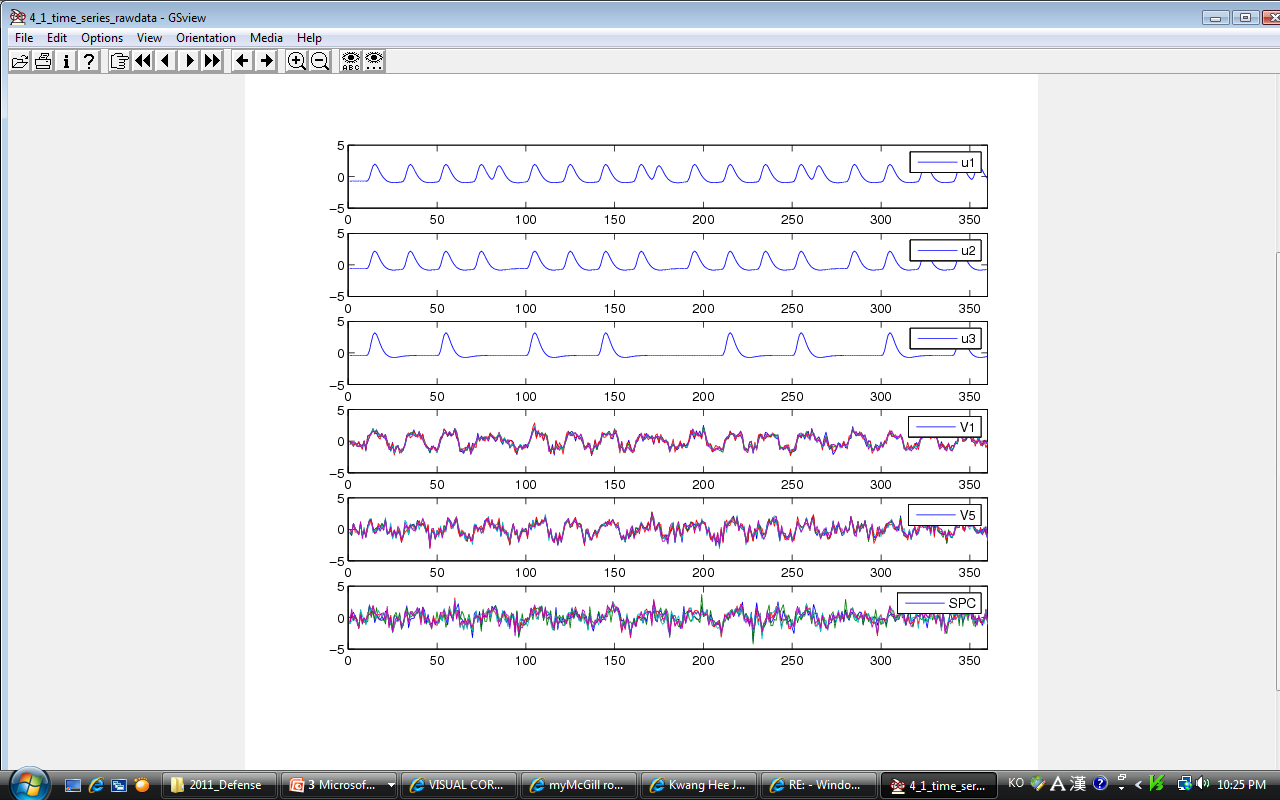 4_1_time_series_rawdata - GSview
File Edit Options View Orientation Media Help
ABC
5
0
−5
u1
0 50 100 150 200 250 300 350
5
0
−5
u2
0 50 100 150 200 250 300 350
5
0
−5
u3
0 50 100 150 200 250 300 350
5
0
−5
V1
0 50 100 150 200 250 300 350
5
0
−5
V5
0 50 100 150 200 250 300 350
5
0
−5
SPC
0 50 100 150 200 250 300 350
2011_Defense 3 Microsof... VISUAL COR... myMcGill ro... Kwang Hee J... RE: - Windo... 4_1_time_ser... KO A 漢 10:25 PM